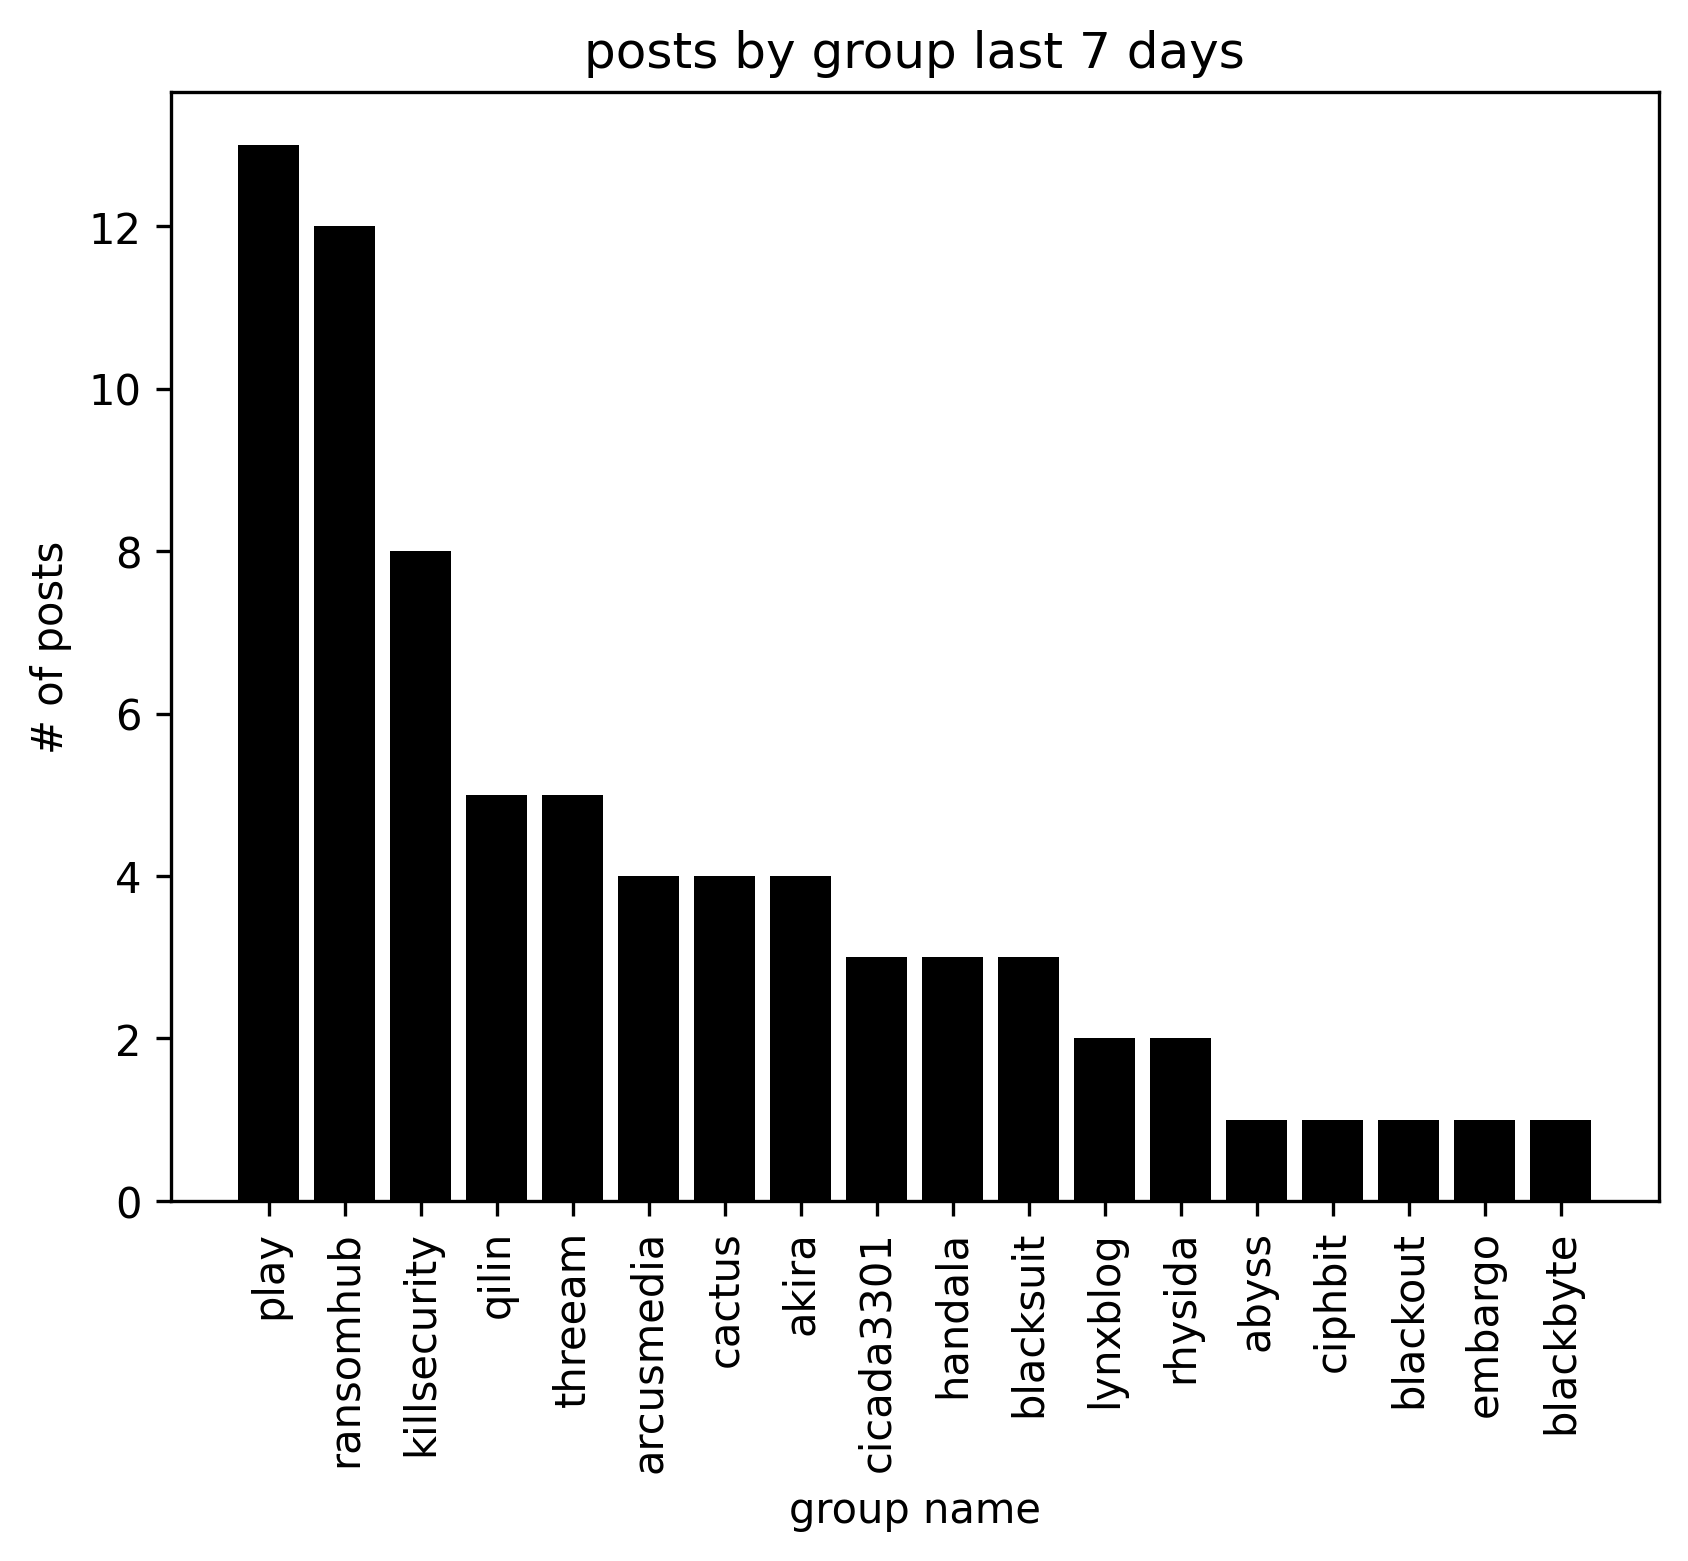 posts by group last 7 days
# of posts
12
10
8
6
4
2
0
play
ransomhub
killsecurity
qilin
threeam
arcusmedia
cactus
akira
cicada3301
handala
blacksuit
lynxblog
rhysida
abyss
ciphbit
blackout
embargo
blackbyte
group name